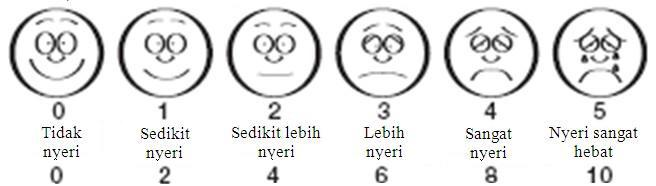 0 1 2 3 4 5
Tidak nyeri Sedikit nyeri Sedikit lebih nyeri Lebih nyeri Sangat nyeri Nyeri sangat hebat
0 2 4 6 8 10